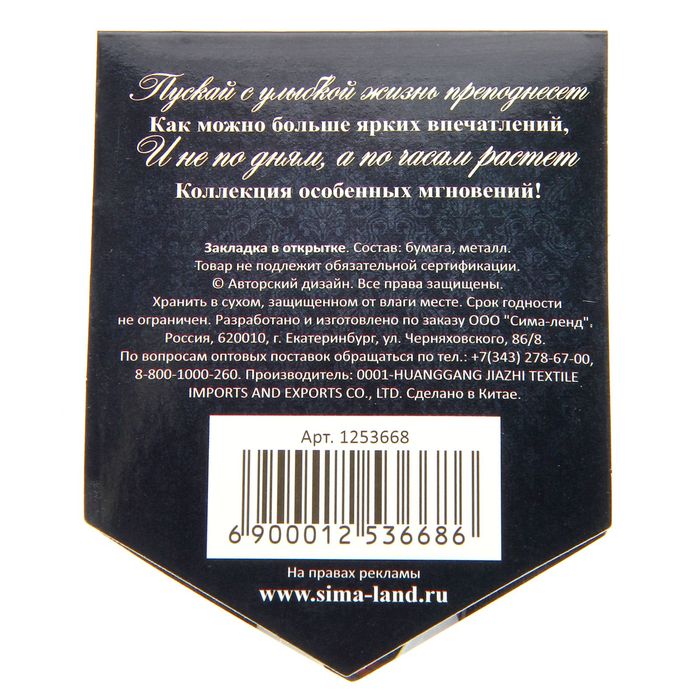 Пускай с улыбкой жизнь преподнесет
Как можно больше ярких впечатлений,
И не по дням, а по часам растет
Коллекция особенных мгновений!
Закладка в открытке. Состав: бумага, металл.
Товар не подлежит обязательной сертификации.
© Авторский дизайн. Все права защищены.
Хранить в сухом, защищенном от влаги месте. Срок годности
не ограничен. Разработано и изготовлено по заказу ООО "Сима-ленд".
Россия, 620010, г. Екатеринбург, ул. Черняховского, 86/8.
По вопросам оптовых поставок обращаться по тел.: +7(343) 278-67-00,
8-800-1000-260. Производитель: 0001-HUANGGANG JIAZHI TEXTILE
IMPORTS AND EXPORTS CO., LTD. Сделано в Китае.
Арт. 1253668
6 900012 536686
На правах рекламы
www.sima-land.ru